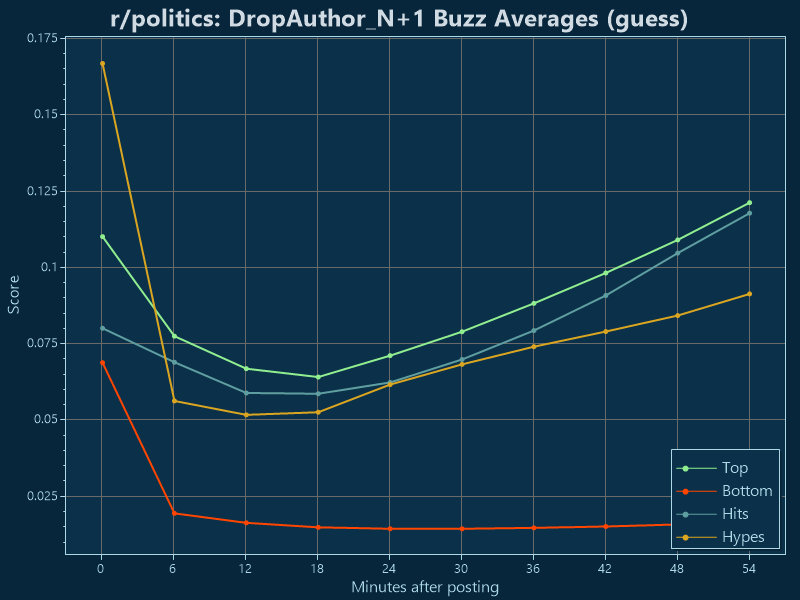 r/politics: DropAuthor_N+1 Buzz Averages (guess)
0.175
0.15
0.125
0.1
0.075
0.05
0.025
Score
Top
Bottom
Hits
Hypes
0 6 12 18 24 30 36 42 48 54
Minutes after posting